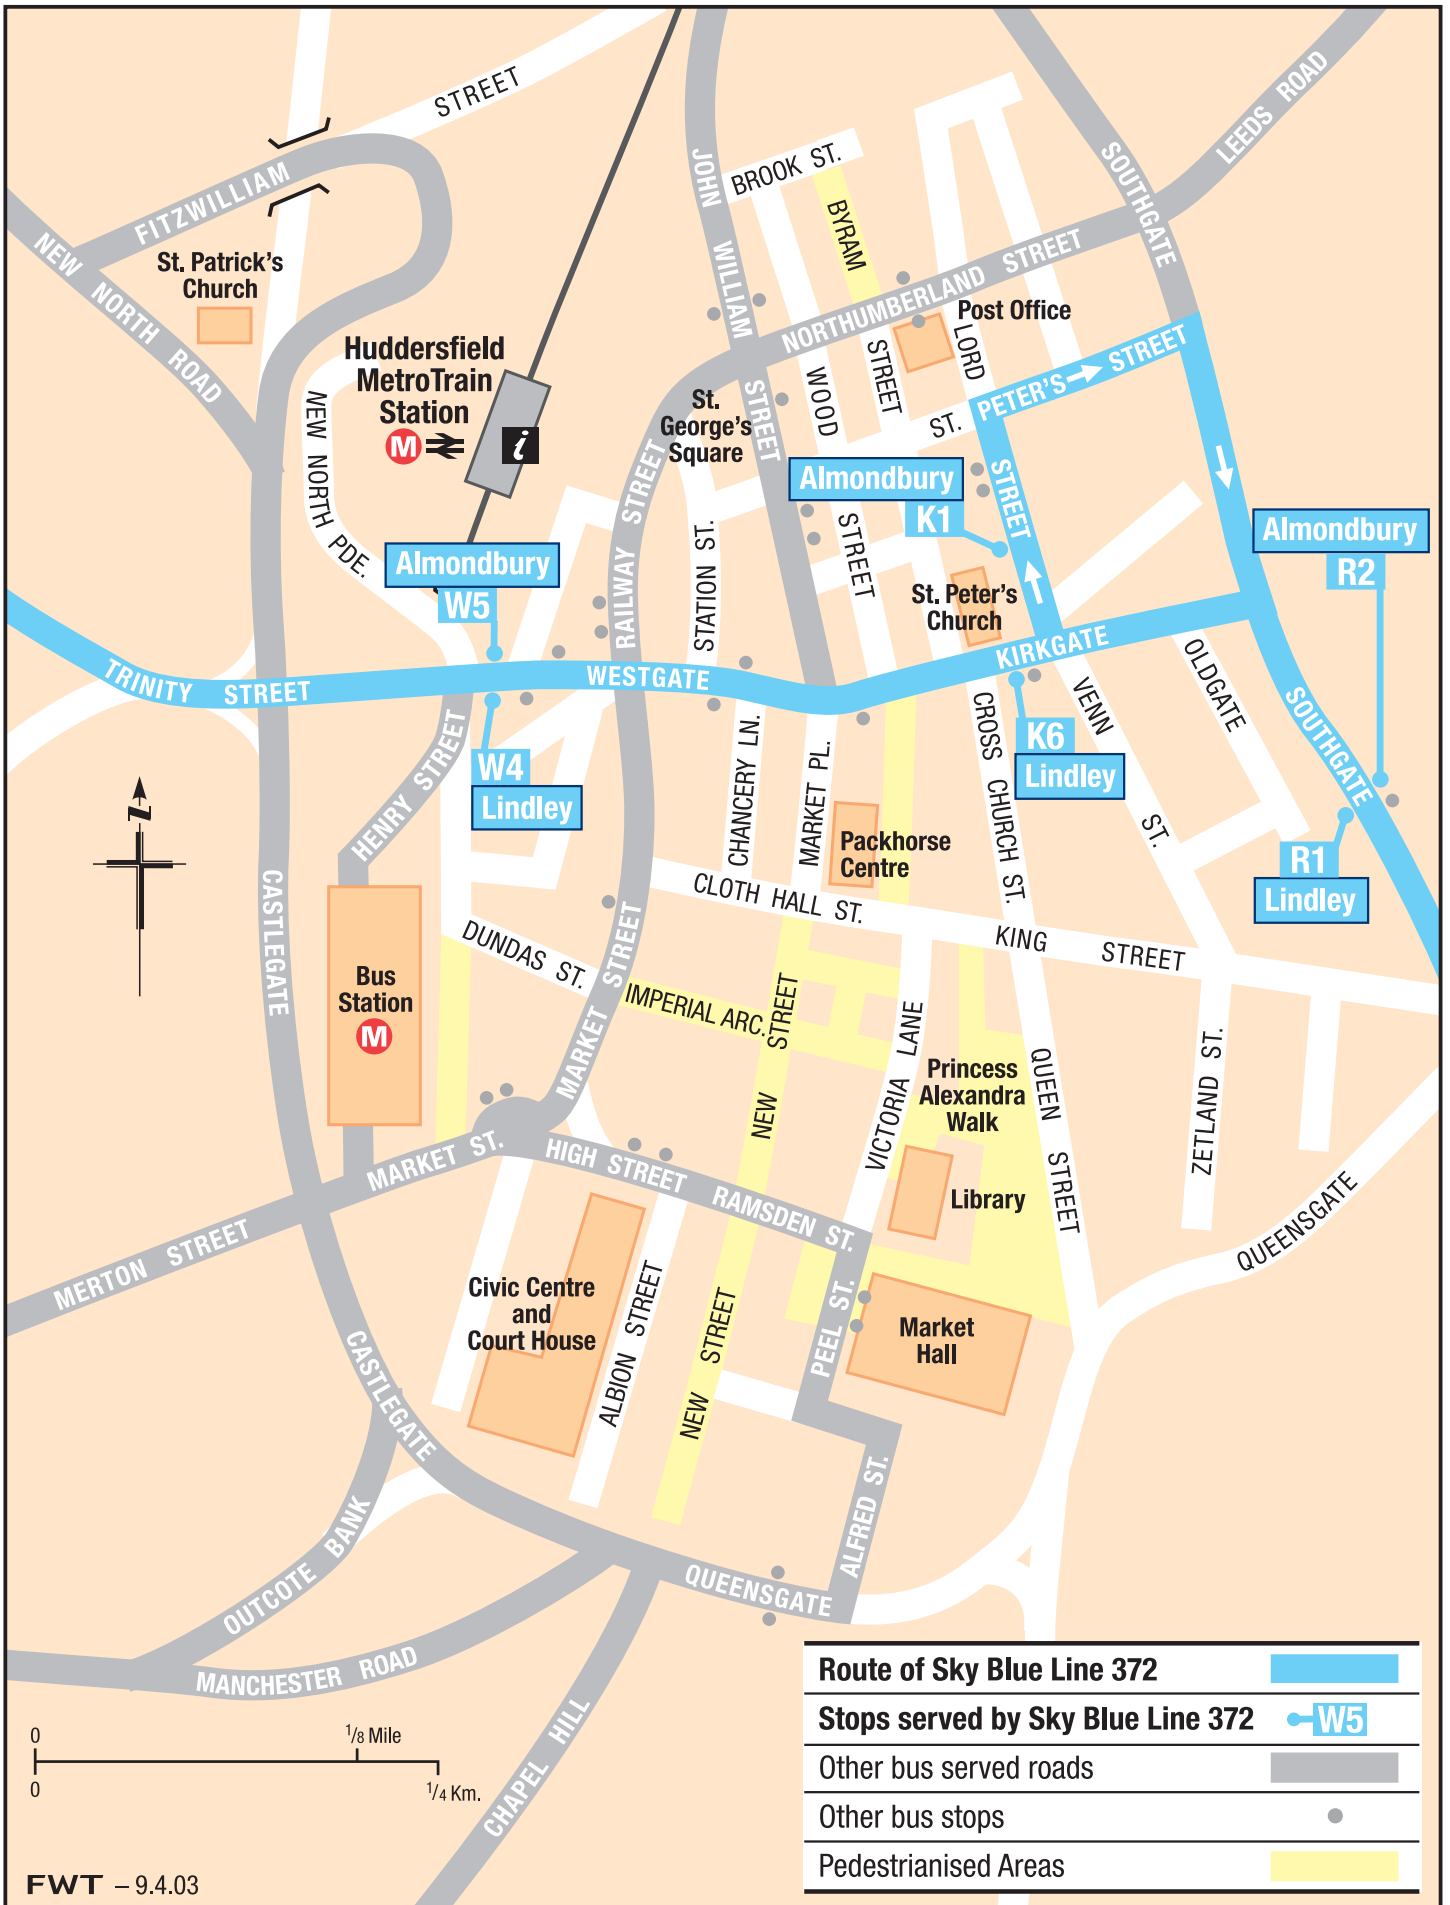 STREET
FITZWILLIAM
NEW NORTH ROAD
St. Patrick's
Church
Huddersfield
MetroTrain
Station
M
i
NEW NORTH PDE.
JOHN WILLIAM STREET
BROOK ST.
BYRAM STREET
SOUTHGATE
LEEDS ROAD
NORTHUMBERLAND STREET
Post Office
LORD STREET
WOOD STREET
ST. PETER'S STREET
St.
George's
Square
RAILWAY STREET
STATION ST.
Almondbury
K1
Almondbury
R2
Almondbury
W5
St. Peter's
Church
TRINITY STREET
WESTGATE
KIRKGATE
OLDGATE
VENN ST.
SOUTHGATE
W4
Lindley
K6
Lindley
R1
Lindley
HENRY STREET
CHANCERY LN.
MARKET PL.
CROSS CHURCH ST.
Packhorse
Centre
n
CASTLEGATE
CLOTH HALL ST.
KING STREET
DUNDAS ST.
MARKET STREET
IMPERIAL ARC.
NEW STREET
Bus
Station
M
VICTORIA LANE
Princess
Alexandra
Walk
QUEEN STREET
ZETLAND ST.
NEW
MARKET ST.
HIGH STREET
RAMSDEN ST.
Library
QUEENSGATE
MERTON STREET
Civic Centre
and
Court House
ALBION STREET
NEW STREET
PEEL ST.
Market
Hall
CASTLEGATE
ALFRED ST.
OUTCOTE BANK
QUEENSGATE
MANCHESTER ROAD
CHAPEL HILL
0 1/8 Mile
0 1/4 Km.
FWT – 9.4.03
Route of Sky Blue Line 372
Stops served by Sky Blue Line 372 W5
Other bus served roads
Other bus stops
Pedestrianised Areas